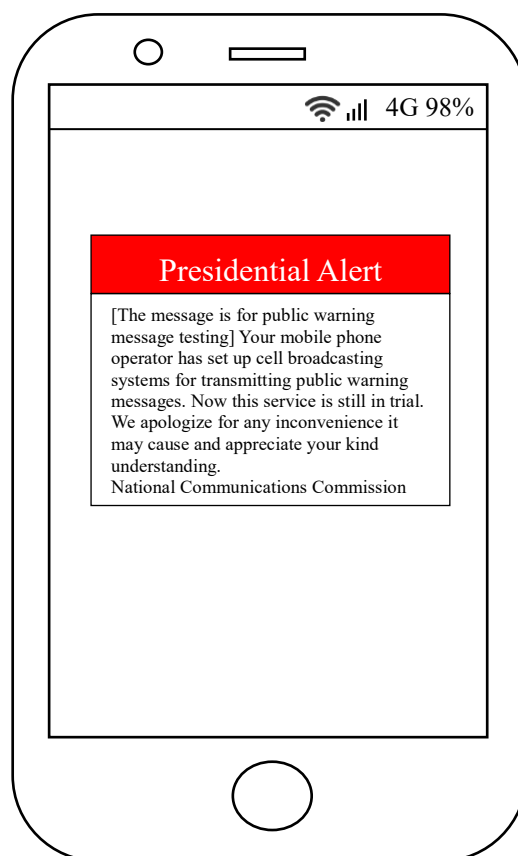 4G 98%
Presidential Alert
[The message is for public warning
message testing] Your mobile phone
operator has set up cell broadcasting
systems for transmitting public warning
messages. Now this service is still in trial.
We apologize for any inconvenience it
may cause and appreciate your kind
understanding.
National Communications Commission